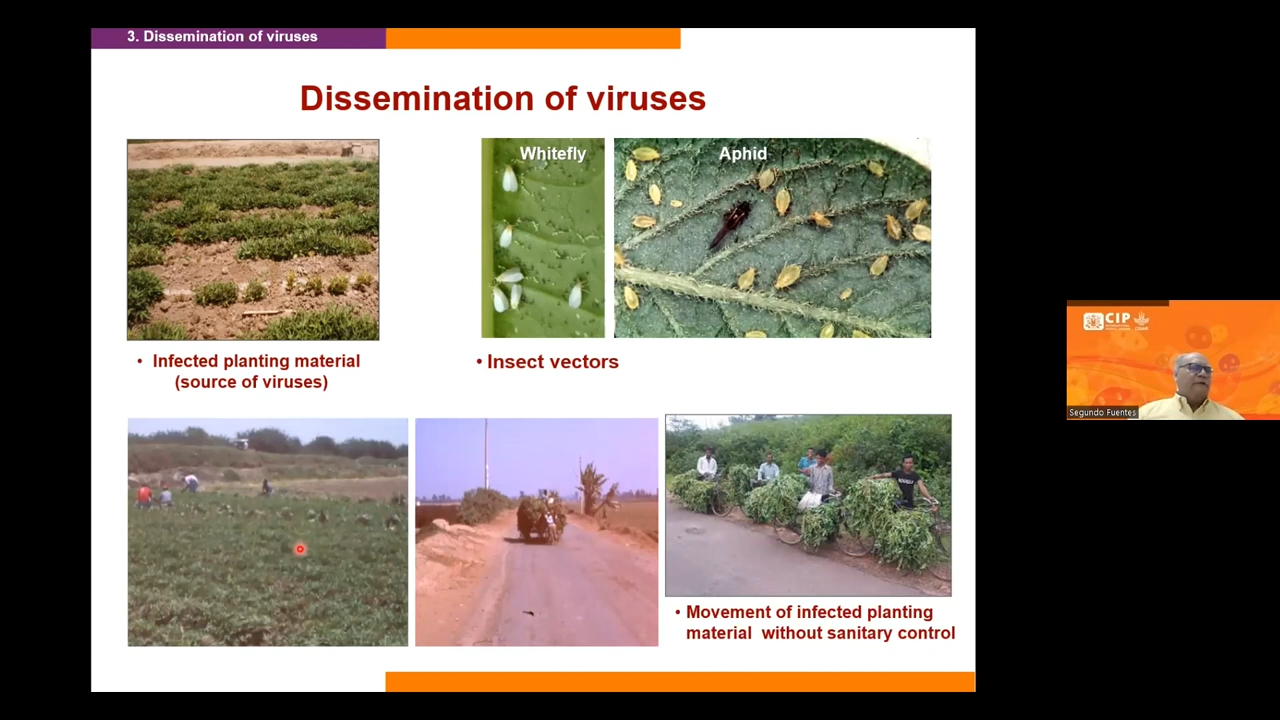 3. Dissemination of viruses
Dissemination of viruses
Whitefly
Aphid
• Infected planting material
(source of viruses)
• Insect vectors
• Movement of infected planting
material without sanitary control
CIP
Segundo Fuentes